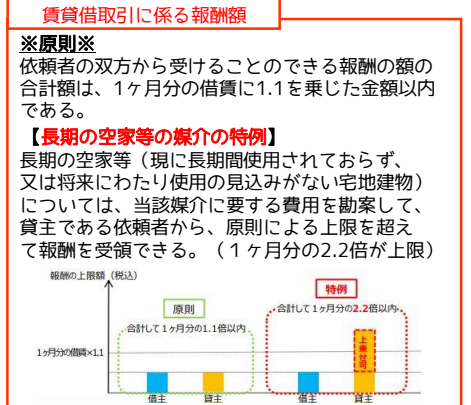 賃貸借取引に係る報酬額
※原則※
依頼者の双方から受けることのできる報酬の額の
合計額は、1ヶ月分の借賃に1.1を乗じた金額以内
である。
【長期の空家等の媒介の特例】
長期の空家等（現に長期間使用されておらず、
又は将来にわたり使用の見込みがない宅地建物）
については、当該媒介に要する費用を勘案して、
貸主である依頼者から、原則による上限を超え
て報酬を受領できる。（１ヶ月分の2.2倍が上限）
報酬の上限額（税込）
原則
特例
合計して１ヶ月分の1.1倍以内
合計して１ヶ月分の2.2倍以内
上乗せ可
1ヶ月分の借賃×1.1
借主
貸主
借主
貸主